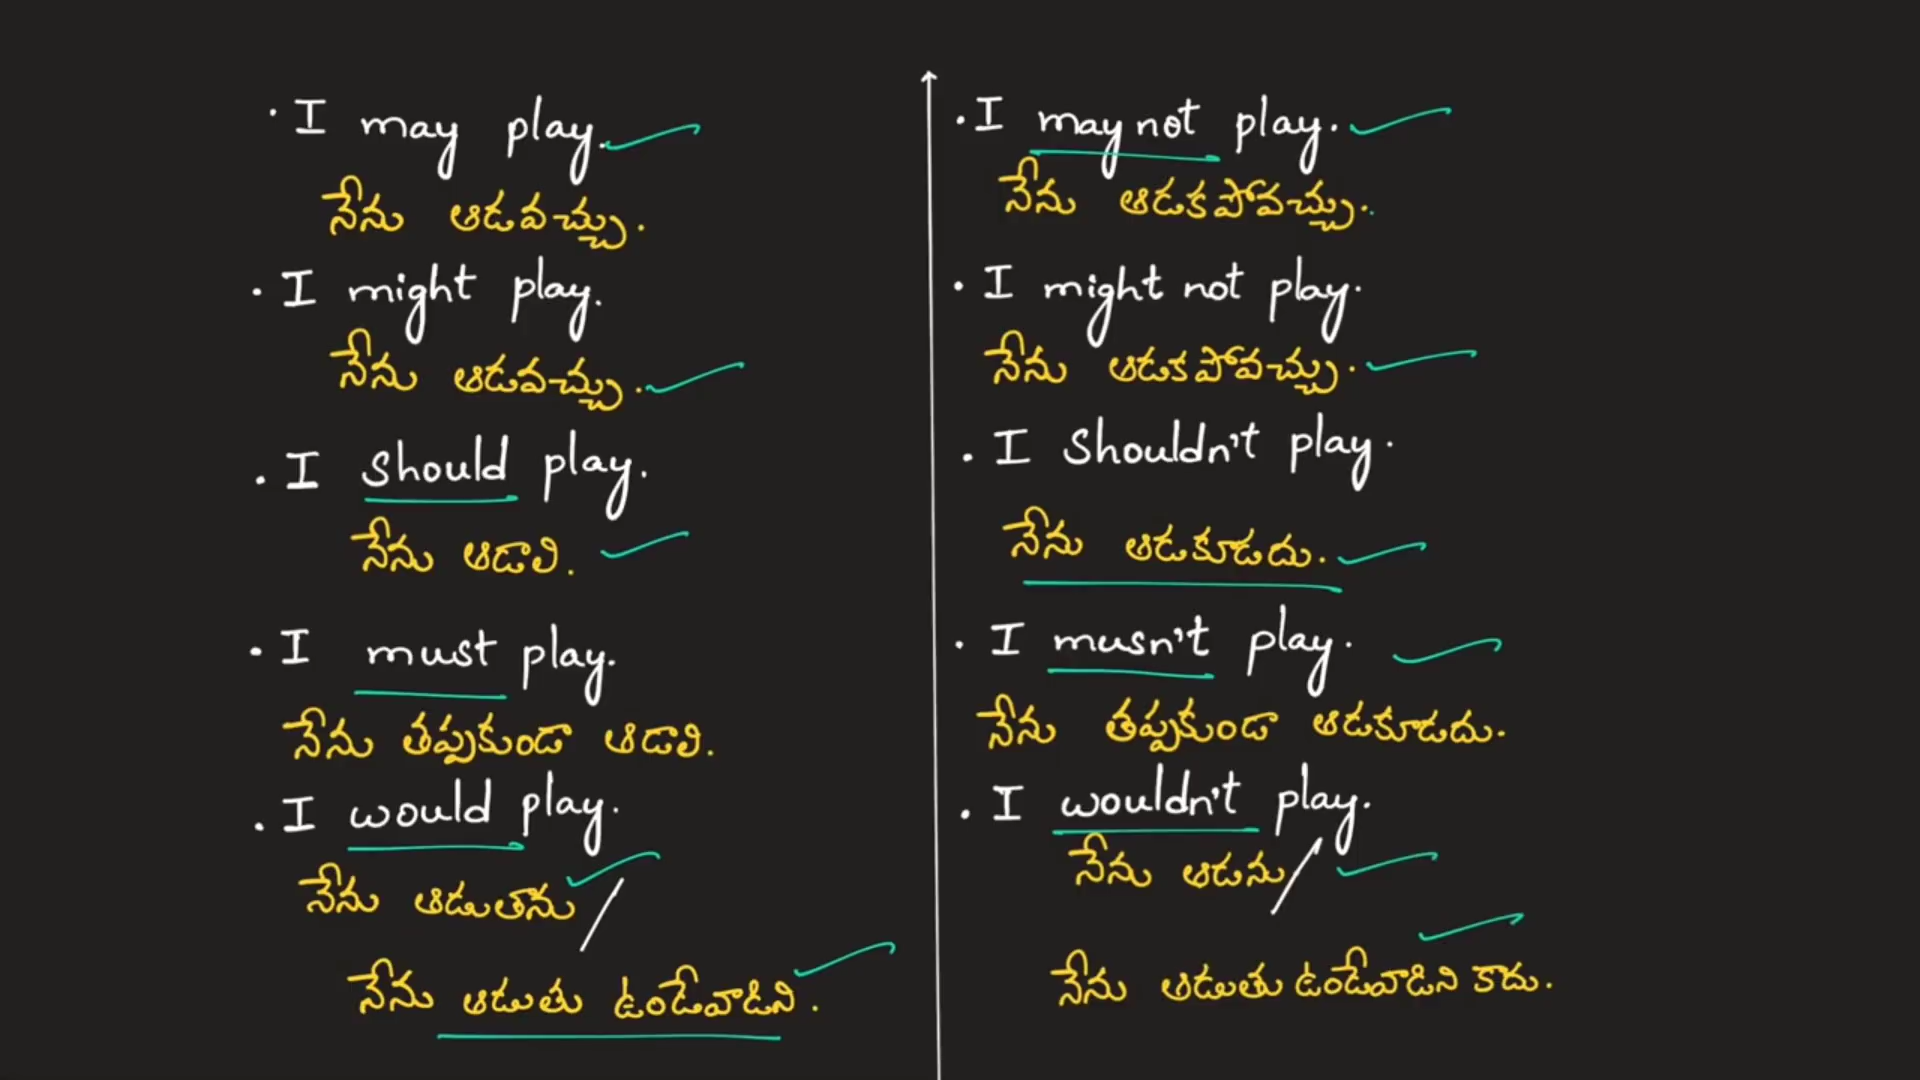 . I may play.
నేను ఆడవచ్చు.
. I might play.
నేను ఆడవచ్చు.
. I should play.
నేను ఆడాలి.
. I must play.
నేను తప్పకుండా ఆడాలి.
. I would play.
నేను ఆడుతాను /
నేను ఆడుతు ఉండేవాడిని.
. I may not play.
నేను ఆడకపోవచ్చు.
. I might not play.
నేను ఆడకపోవచ్చు.
. I Shouldn't play.
నేను ఆడకూడదు.
. I musn't play.
నేను తప్పకుండా ఆడకూడదు.
. I wouldn't play.
నేను ఆడను /
నేను ఆడుతు ఉండేవాడిని కాదు.